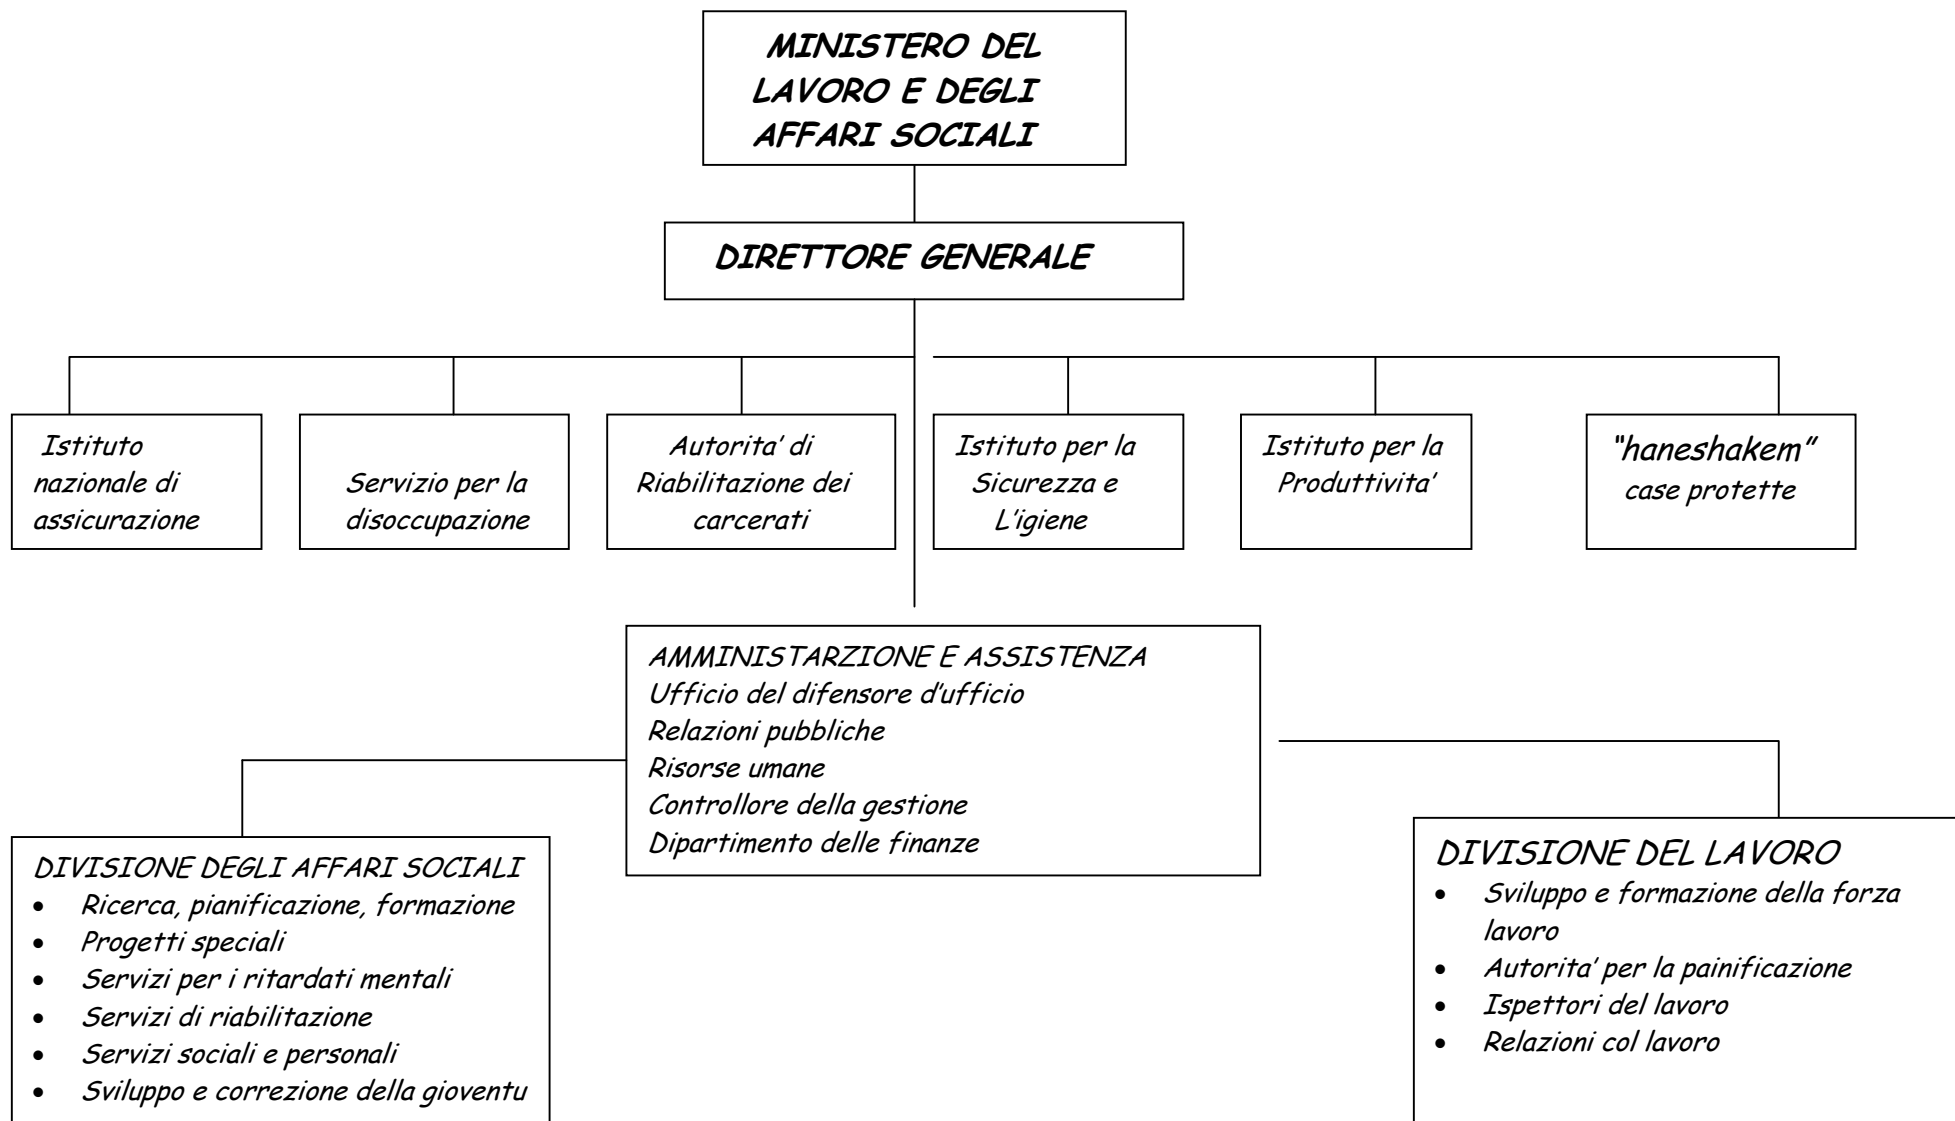 MINISTERO DEL
LAVORO E DEGLI
AFFARI SOCIALI
DIRETTORE GENERALE
Istituto
nazionale di
assicurazione
Servizio per la
disoccupazione
Autorita' di
Riabilitazione dei
carcerati
Istituto per la
Sicurezza e
L'igiene
Istituto per la
Produttivita'
"haneshakem"
case protette
AMMINISTARZIONE E ASSISTENZA
Ufficio del difensore d'ufficio
Relazioni pubbliche
Risorse umane
Controllore della gestione
Dipartimento delle finanze
DIVISIONE DEGLI AFFARI SOCIALI
• Ricerca, pianificazione, formazione
• Progetti speciali
• Servizi per i ritardati mentali
• Servizi di riabilitazione
• Servizi sociali e personali
• Sviluppo e correzione della gioventu
DIVISIONE DEL LAVORO
• Sviluppo e formazione della forza
lavoro
• Autorita' per la painificazione
• Ispettori del lavoro
• Relazioni col lavoro